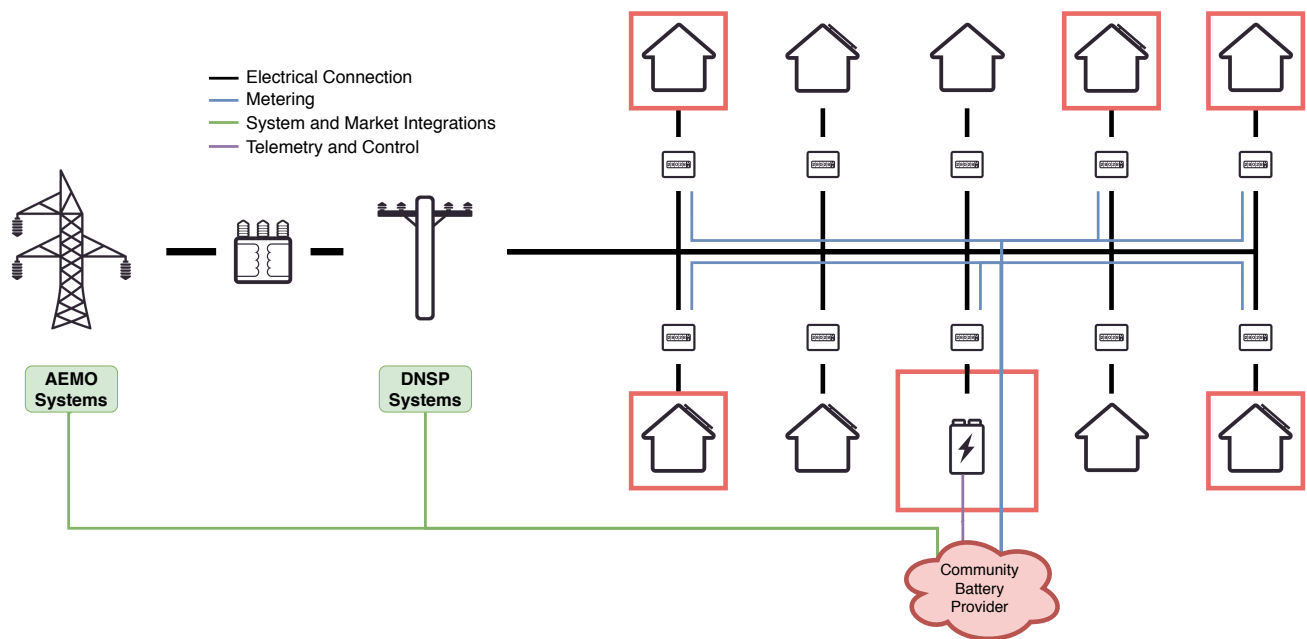 Electrical Connection
Metering
System and Market Integrations
Telemetry and Control
AEMO
Systems
DNSP
Systems
Community
Battery
Provider